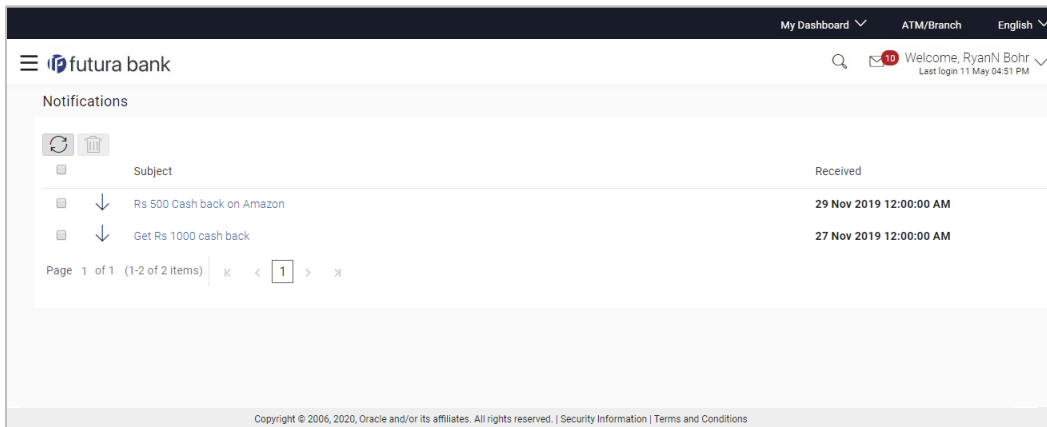 My Dashboard ATM/Branch English
futura bank 10 Welcome, RyanN Bohr
Last login 11 May 04:51 PM
Notifications
Subject Received
Rs 500 Cash back on Amazon 29 Nov 2019 12:00:00 AM
Get Rs 1000 cash back 27 Nov 2019 12:00:00 AM
Page 1 of 1 (1-2 of 2 items) 1
Copyright © 2006, 2020, Oracle and/or its affiliates. All rights reserved. | Security Information | Terms and Conditions